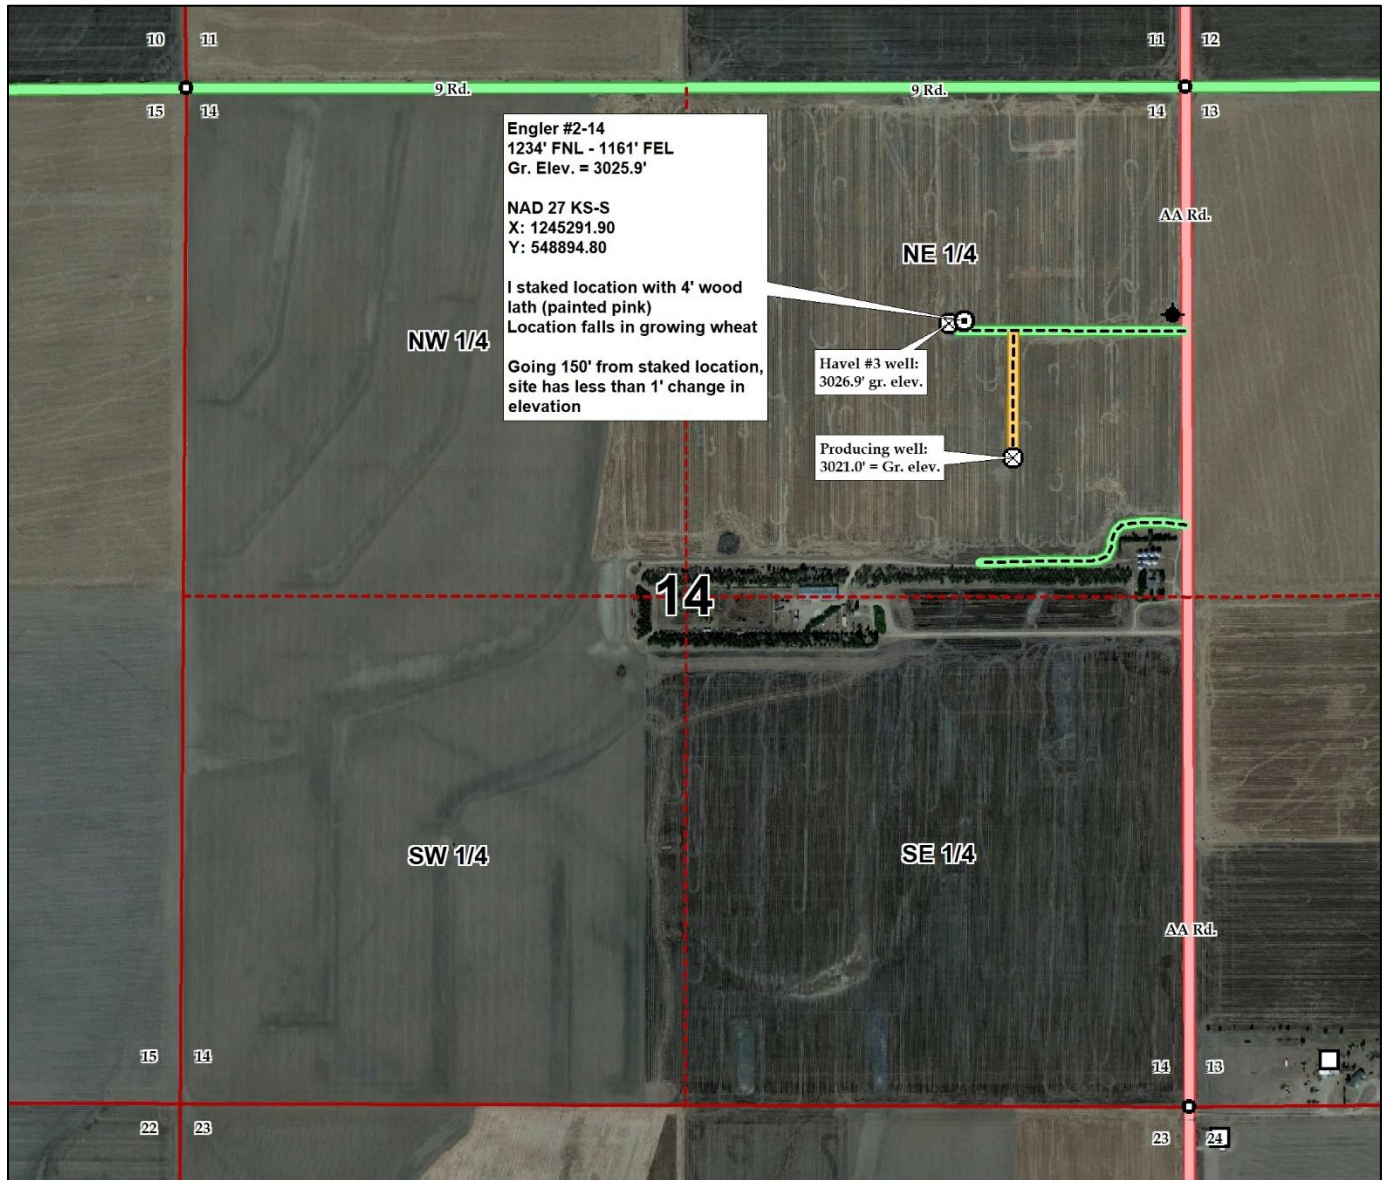 10 11
11 12
9 Rd.
9 Rd.
15 14
14 13
Engler #2-14
1234' FNL - 1161' FEL
Gr. Elev. = 3025.9'
NAD 27 KS-S
X: 1245291.90
Y: 548894.80
I staked location with 4' wood
lath (painted pink)
Location falls in growing wheat
Going 150' from staked location,
site has less than 1' change in
elevation
AA Rd.
NE 1/4
NW 1/4
Havel #3 well:
3026.9' gr. elev.
Producing well:
3021.0' = Gr. elev.
14
SW 1/4
SE 1/4
AA Rd.
15 14
14 13
22 23
23 24